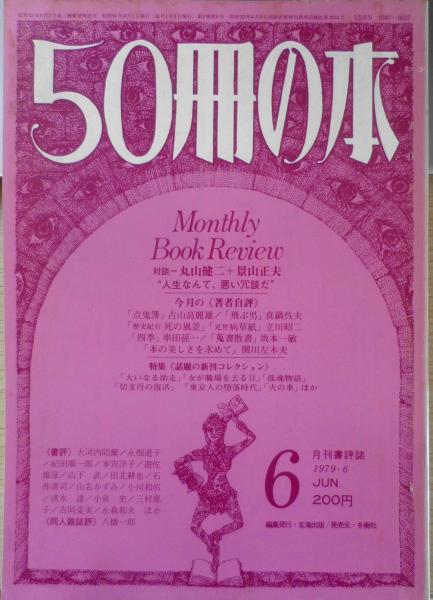 50冊の本
Monthly
Book Review
対談ー丸山健二＋景山正夫
“人生なんて、悪い冗談だ”
今月の〈著者自評〉
「点鬼簿」古山高麗雄／「飛ぶ男」真鍋呉夫
「歴史紀行 死の風景」「近世病草紙」立川昭二
「四季」串田孫一／「蒐書散書」坂本一敏
「本の美しさを求めて」関川左木夫
特集《話題の新刊コレクション》
「大いなる助走」「女が職場を去る日」「孤魂物語」
「切支丹の復活」「東京人の堕落時代」「火の車」ほか
《書評》大河内昭爾／永畑道子
／紀田順一郎／本吉洋子／遊佐
雄彦／山下 武／田北耕也／石
井恭司／山名かずみ／小川和佑
／清水 達／小泉 史／三村恵
子／吉岡愛実／永森和夫 ほか
《同人雑誌評》八橋一郎
6
月刊書評誌
1979・6
JUN.
200円
編集発行・玄海出版／発売元・冬樹社